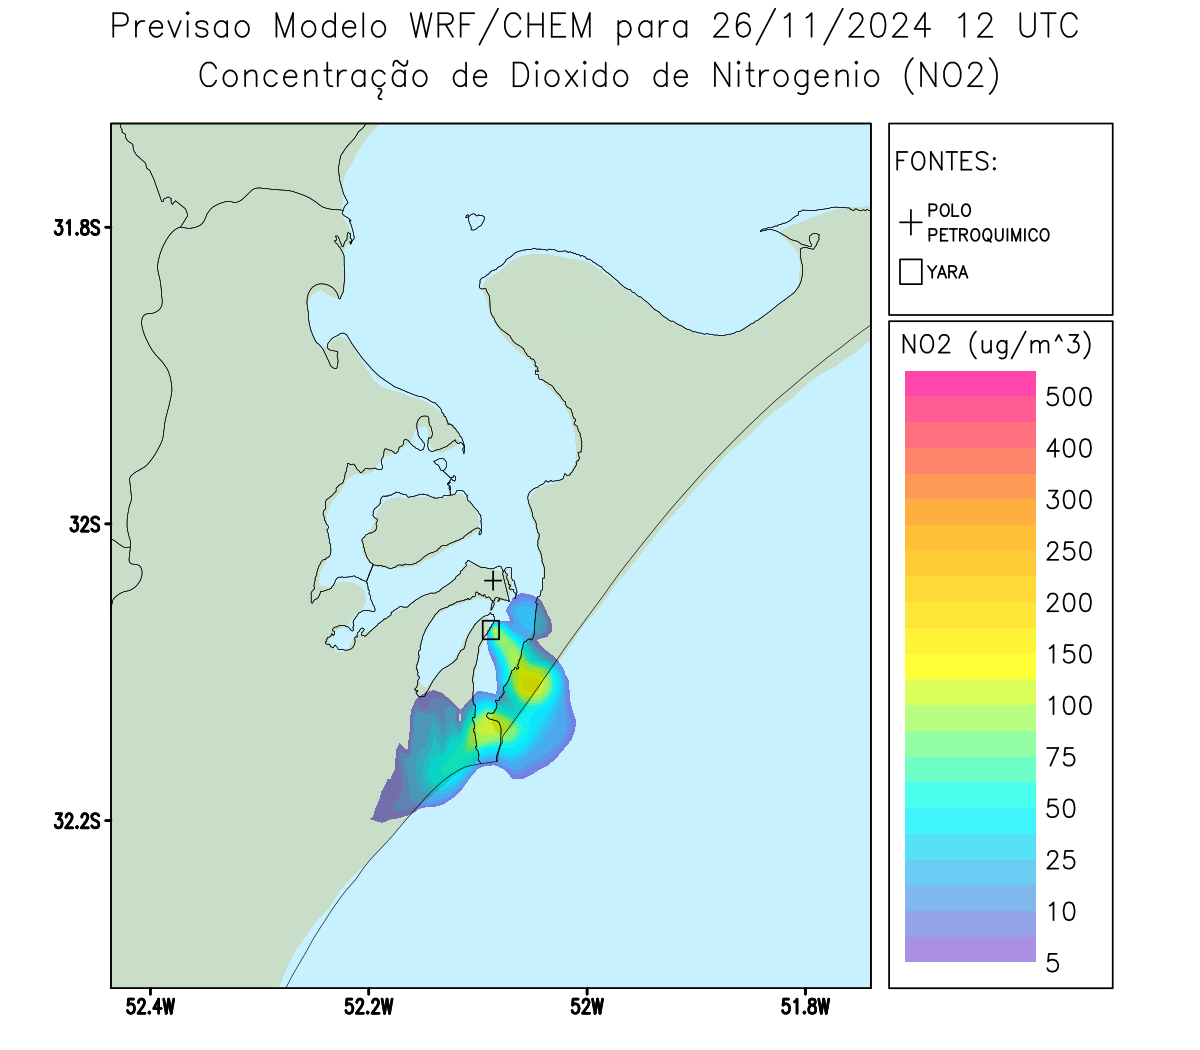 Previsao Modelo WRF/CHEM para 26/11/2024 12 UTC
Concentração de Dioxido de Nitrogenio (NO2)
FONTES:
POLO
PETROQUIMICO
YARA
NO2 (ug/m^3)
500
400
300
250
200
150
100
75
50
25
10
5
31.8S
32S
32.2S
52.4W
52.2W
52W
51.8W